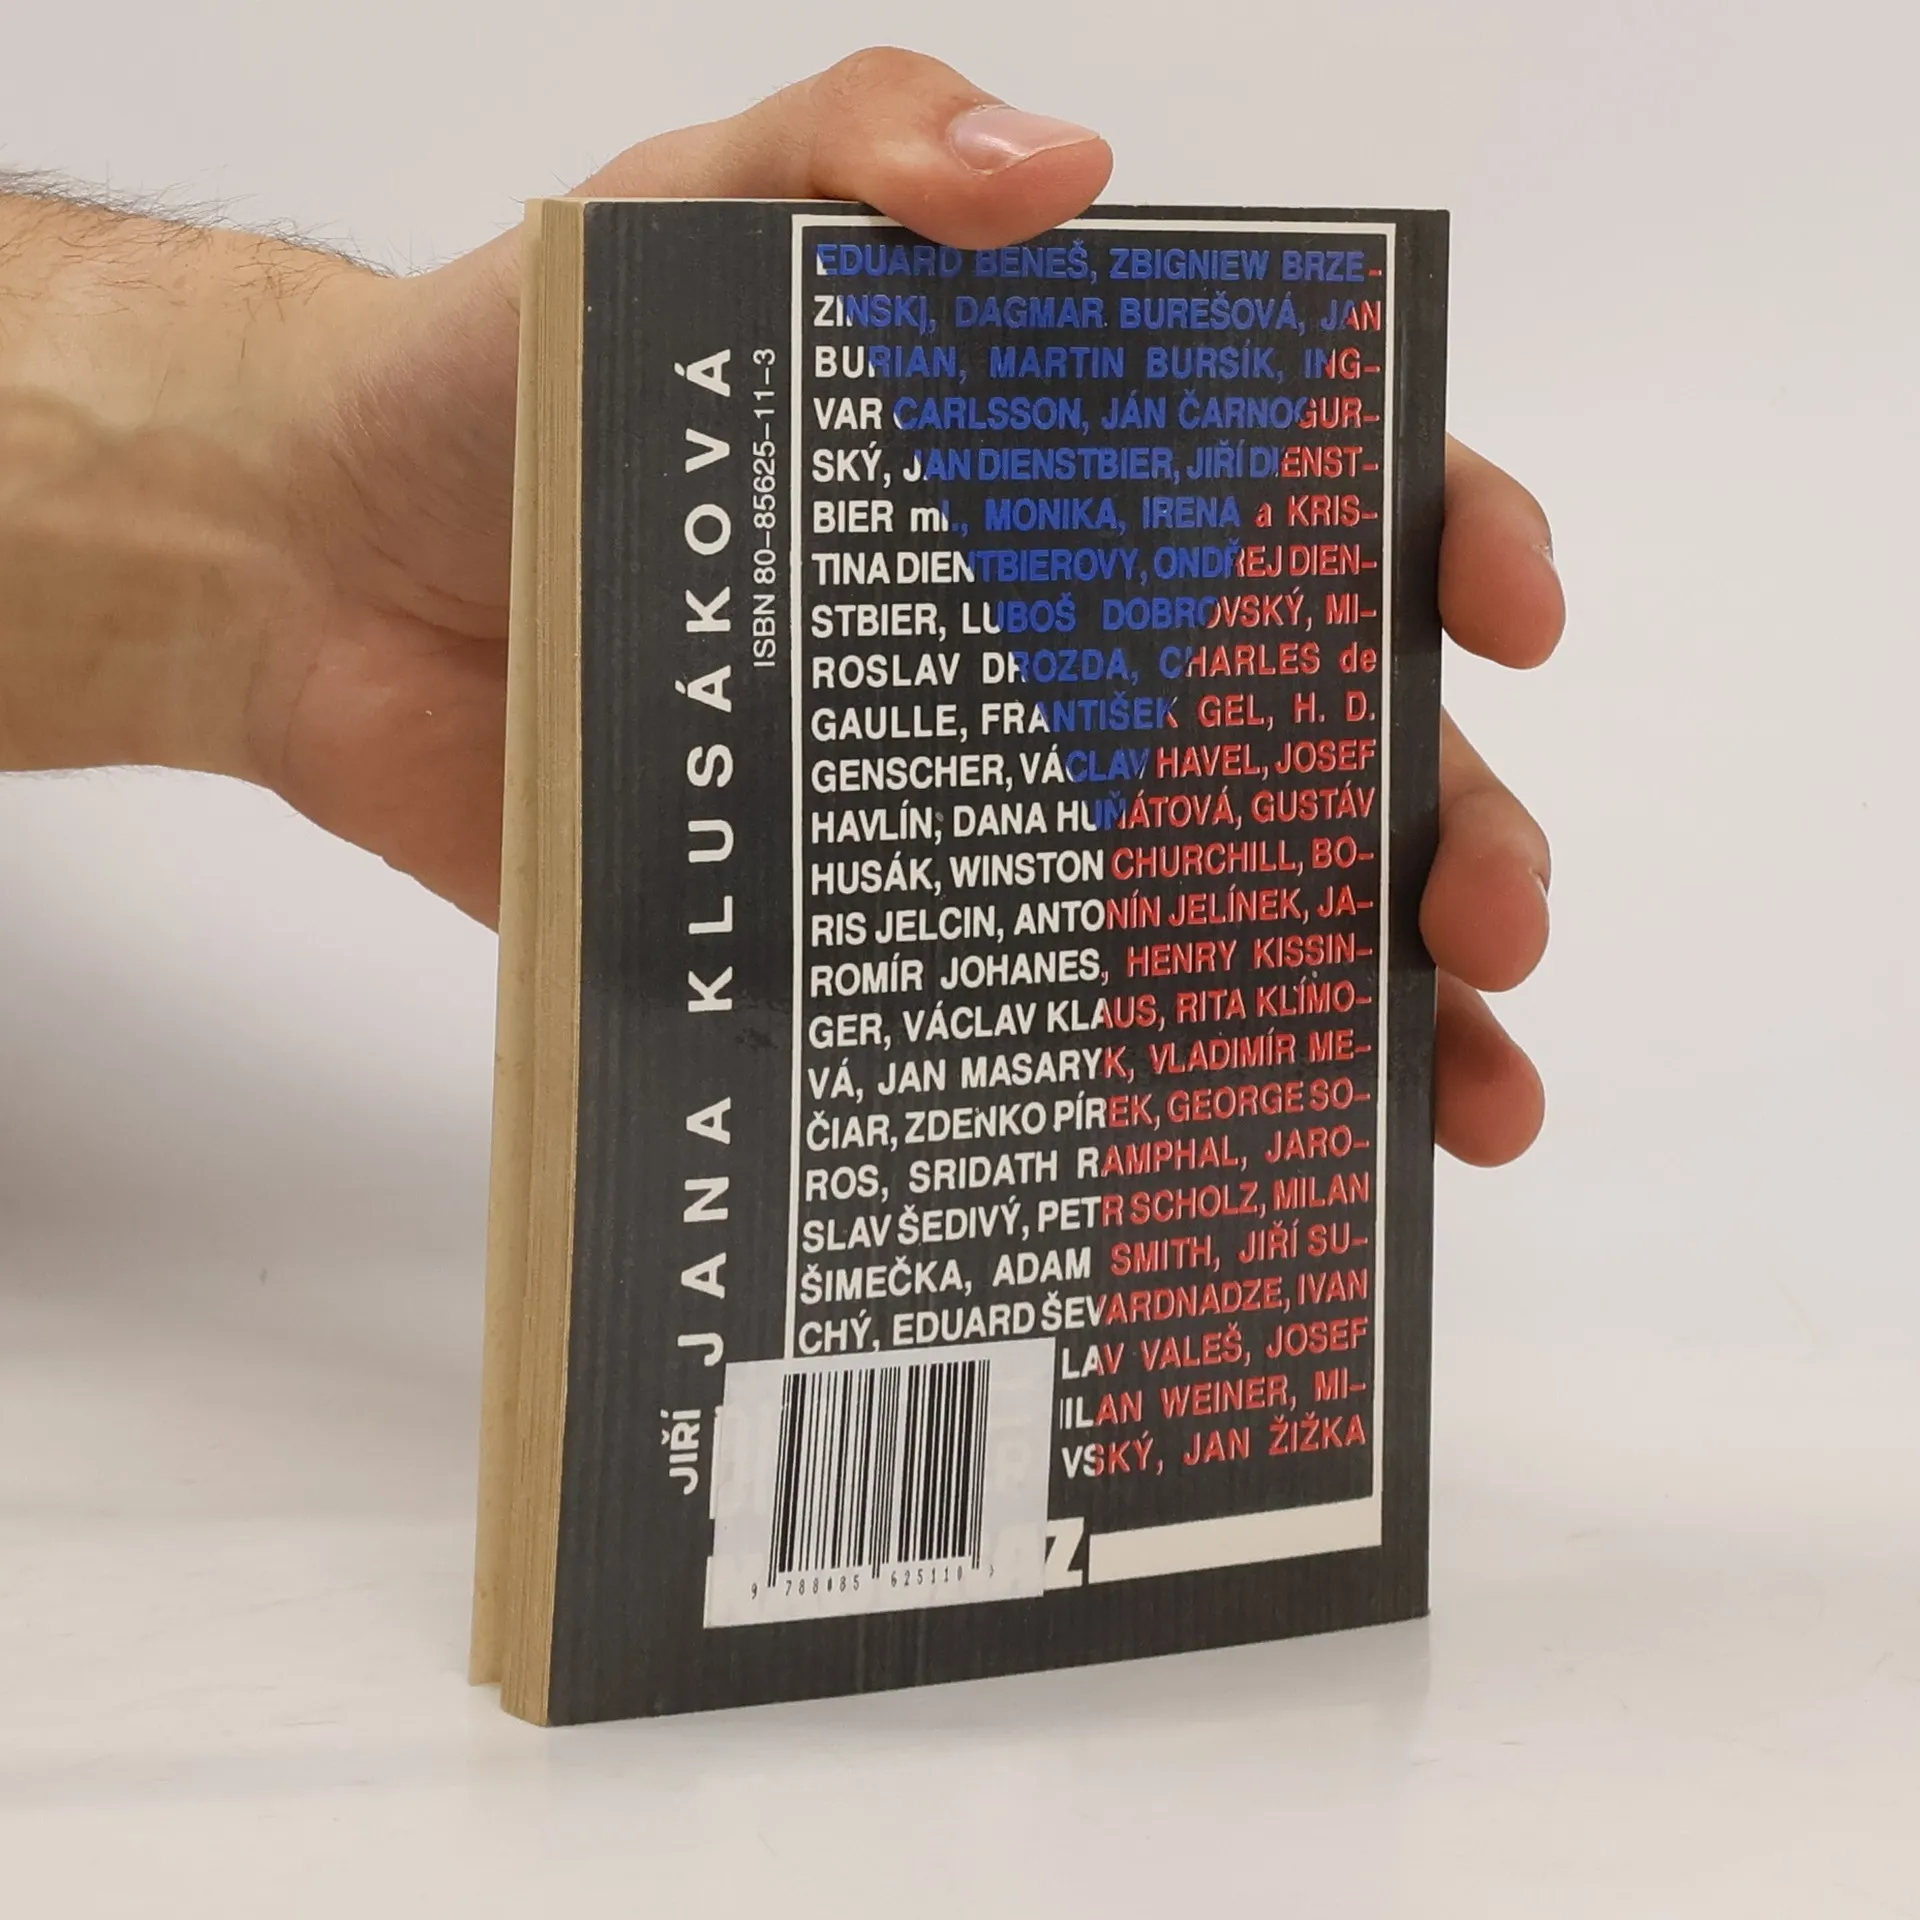 JANA KLUSÁKOVÁ
ISBN 80-85625-11-3
JIŘÍ
EDUARD BENEŠ, ZBIGNIEW BRZE-
ZINSKJ, DAGMAR BUREŠOVÁ, JAN
BURIAN, MARTIN BURSÍK, ING-
VAR CARLSSON, JÁN ČARNOGUR-
SKÝ, JAN DIENSTBIER, JIŘÍ DIENST-
BIER ml., MONIKA, IRENA a KRIS-
TINA DIENTBIEROVY, ONDŘEJ DIEN-
STBIER, LUBOŠ DOBROVSKÝ, MI-
ROSLAV DROZDA, CHARLES de
GAULLE, FRANTIŠEK GEL, H. D.
GENSCHER, VÁCLAV HAVEL, JOSEF
HAVLÍN, DANA HUŇÁTOVÁ, GUSTÁV
HUSÁK, WINSTON CHURCHILL, BO-
RIS JELCIN, ANTONÍN JELÍNEK, JA-
ROMÍR JOHANES, HENRY KISSIN-
GER, VÁCLAV KLAUS, RITA KLÍMO-
VÁ, JAN MASARYK, VLADIMÍR ME-
ČIAR, ZDENKO PÍREK, GEORGE SO-
ROS, SRIDATH RAMPHAL, JARO-
SLAV ŠEDIVÝ, PETR SCHOLZ, MILAN
ŠIMEČKA, ADAM SMITH, JIŘÍ SU-
CHÝ, EDUARD ŠEVARDNADZE, IVAN
LAV VALEŠ, JOSEF
ILAN WEINER, MI-
VSKÝ, JAN ŽIŽKA
Z
9 788085 625110 >